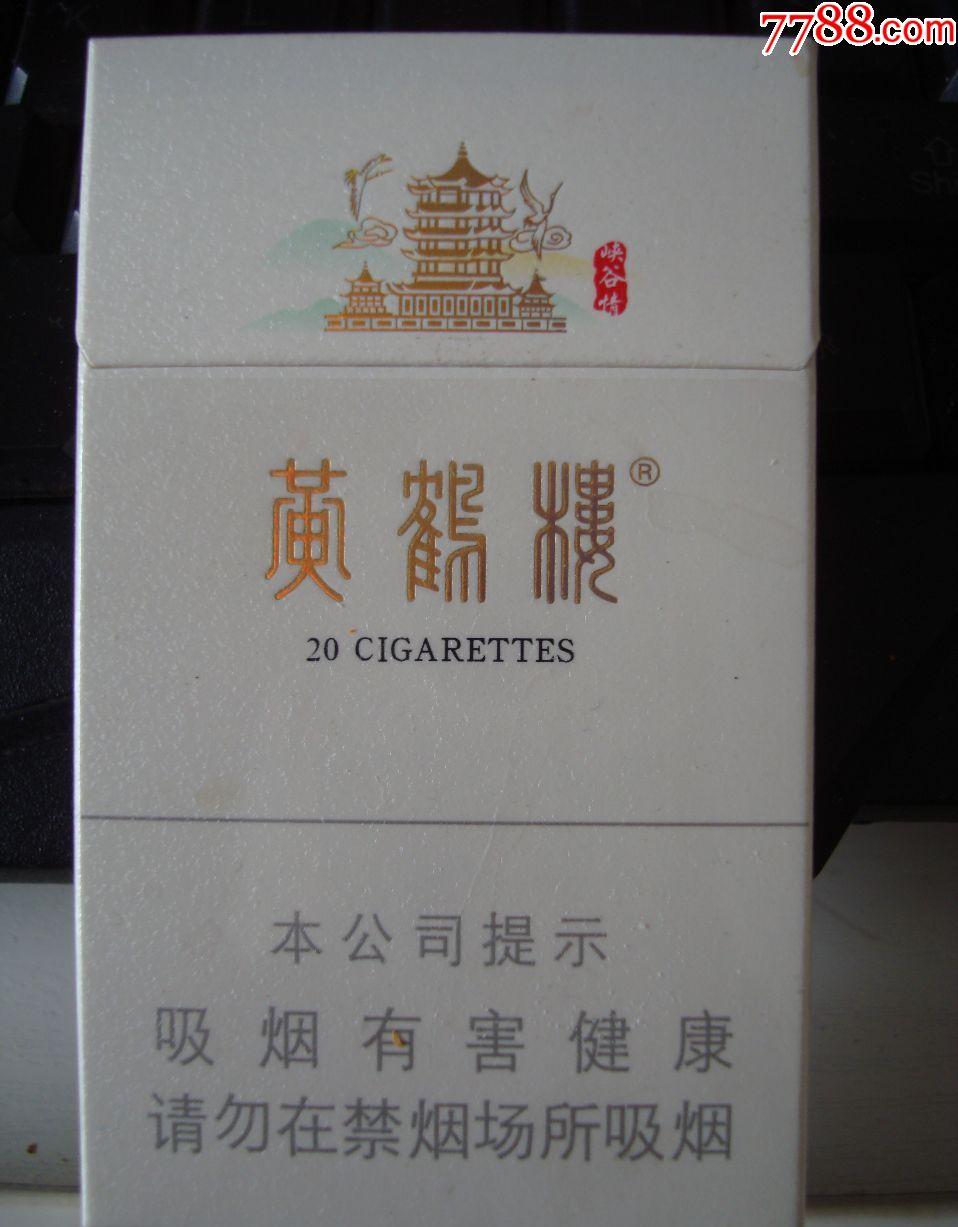 7788.com
峡谷情
黄鹤楼®
20 CIGARETTES
本公司提示
吸烟有害健康
请勿在禁烟场所吸烟